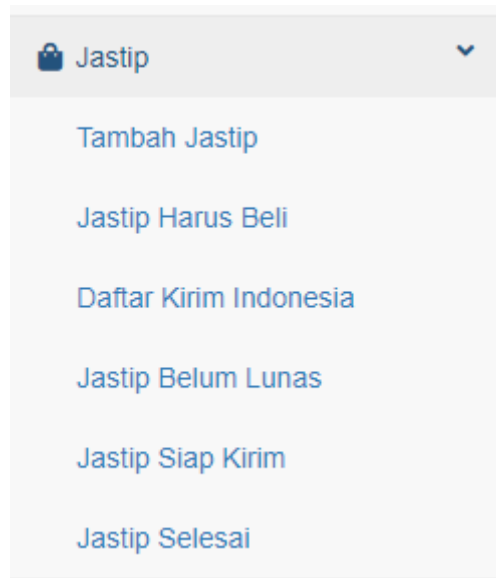 Jastip
Tambah Jastip
Jastip Harus Beli
Daftar Kirim Indonesia
Jastip Belum Lunas
Jastip Siap Kirim
Jastip Selesai